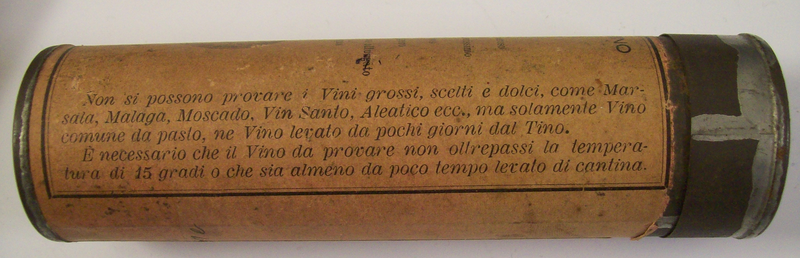 Non si possono provare i Vini grossi, scelti e dolci, come Mar-
sala, Malaga, Moscado, Vin Santo, Aleatico ecc., ma solamente Vino
comune da pasto, ne Vino levato da pochi giorni dal Tino.
È necessario che il Vino da provare non oltrepassi la tempera-
tura di 15 gradi o che sia almeno da poco tempo levato di cantina.